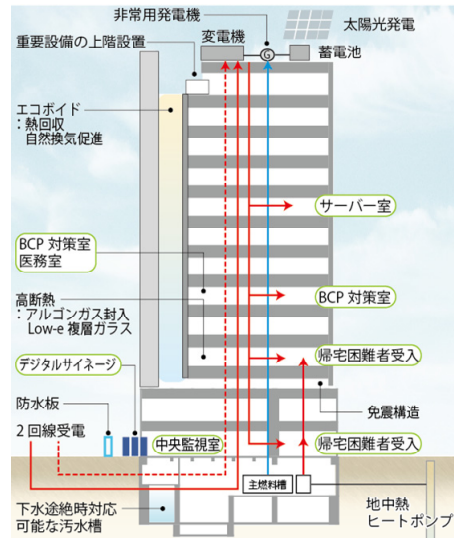 非常用発電機
太陽光発電
重要設備の上階設置
変電機
G
蓄電池
エコボイド
：熱回収
自然換気促進
サーバー室
BCP 対策室
医務室
BCP 対策室
高断熱
：アルゴンガス封入
Low-e 複層ガラス
帰宅困難者受入
デジタルサイネージ
防水板
免震構造
2 回線受電
中央監視室
帰宅困難者受入
主燃料槽
下水途絶時対応
可能な汚水槽
地中熱
ヒートポンプ